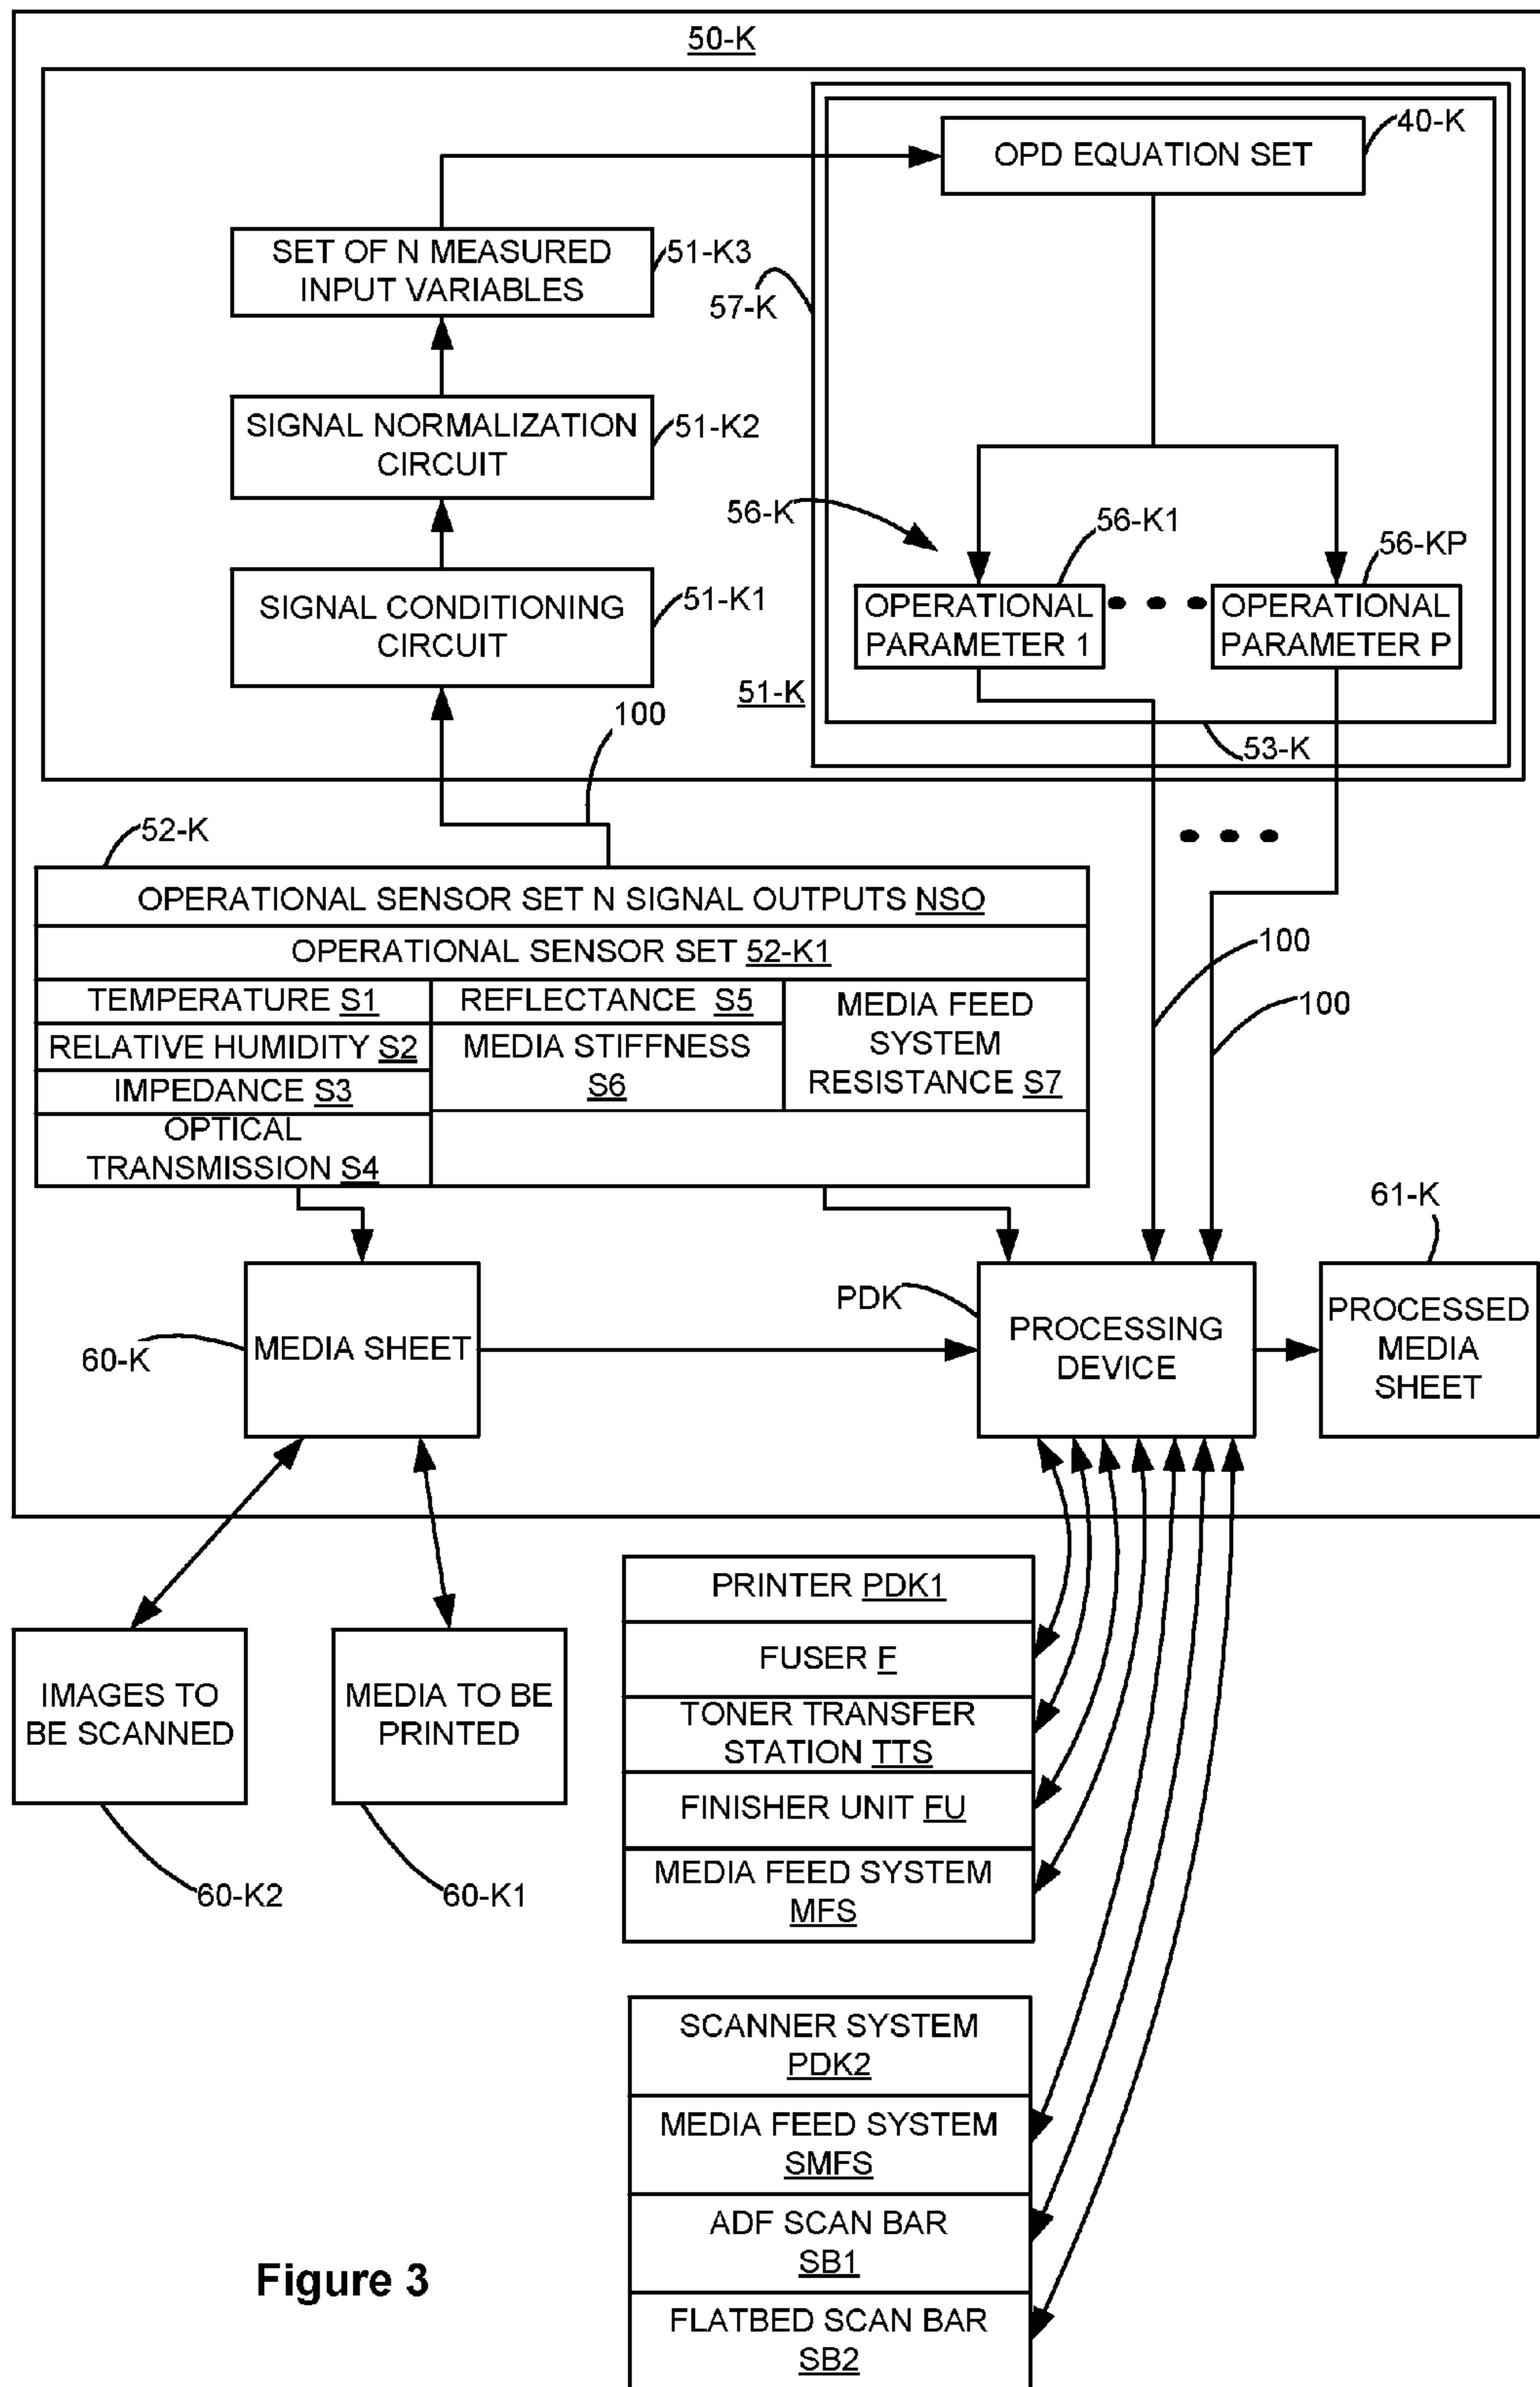 50-K
40-K
OPD EQUATION SET
SET OF N MEASURED
INPUT VARIABLES
51-K3
57-K
SIGNAL NORMALIZATION
CIRCUIT
51-K2
56-K
56-K1
56-KP
SIGNAL CONDITIONING
CIRCUIT
51-K1
OPERATIONAL
PARAMETER 1
OPERATIONAL
PARAMETER P
51-K
100
53-K
52-K
OPERATIONAL SENSOR SET N SIGNAL OUTPUTS NSO
OPERATIONAL SENSOR SET 52-K1
TEMPERATURE S1
RELATIVE HUMIDITY S2
IMPEDANCE S3
OPTICAL
TRANSMISSION S4
REFLECTANCE S5
MEDIA STIFFNESS
S6
MEDIA FEED
SYSTEM
RESISTANCE S7
100
100
61-K
PDK
60-K
MEDIA SHEET
PROCESSING
DEVICE
PROCESSED
MEDIA
SHEET
IMAGES TO
BE SCANNED
MEDIA TO BE
PRINTED
60-K2
60-K1
PRINTER PDK1
FUSER F
TONER TRANSFER
STATION TTS
FINISHER UNIT FU
MEDIA FEED SYSTEM
MFS
SCANNER SYSTEM
PDK2
MEDIA FEED SYSTEM
SMFS
ADF SCAN BAR
SB1
FLATBED SCAN BAR
SB2
Figure 3